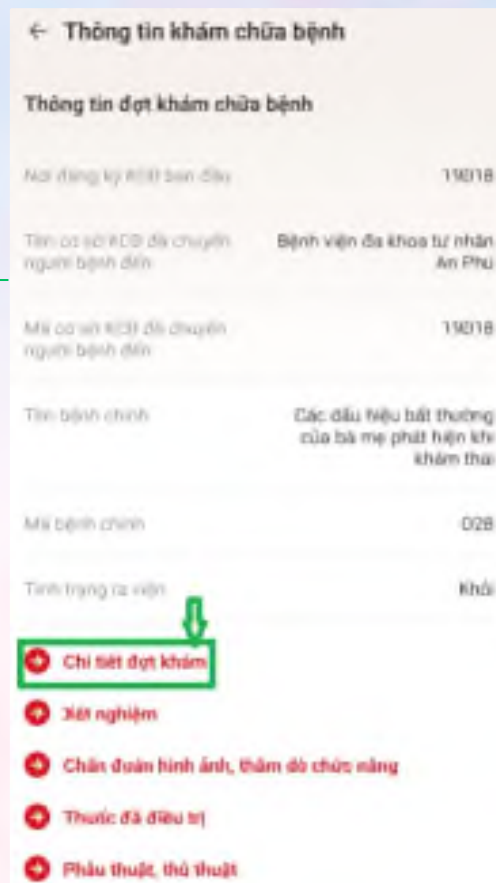 Thông tin khám chữa bệnh
Thông tin đợt khám chữa bệnh
Nơi đăng ký KCB ban đầu 19018
Tên cơ sở KCB đã chuyển Bệnh viện đa khoa tư nhân
người bệnh đến An Phú
Mã cơ sở KCB đã chuyển 19018
người bệnh đến
Tên bệnh chính Các dấu hiệu bất thường
của bà mẹ phát hiện khi
khám thai
Mã bệnh chính O28
Tình trạng ra viện Khỏi
Chi tiết đợt khám
Xét nghiệm
Chẩn đoán hình ảnh, thăm dò chức năng
Thuốc đã điều trị
Phẫu thuật, thủ thuật